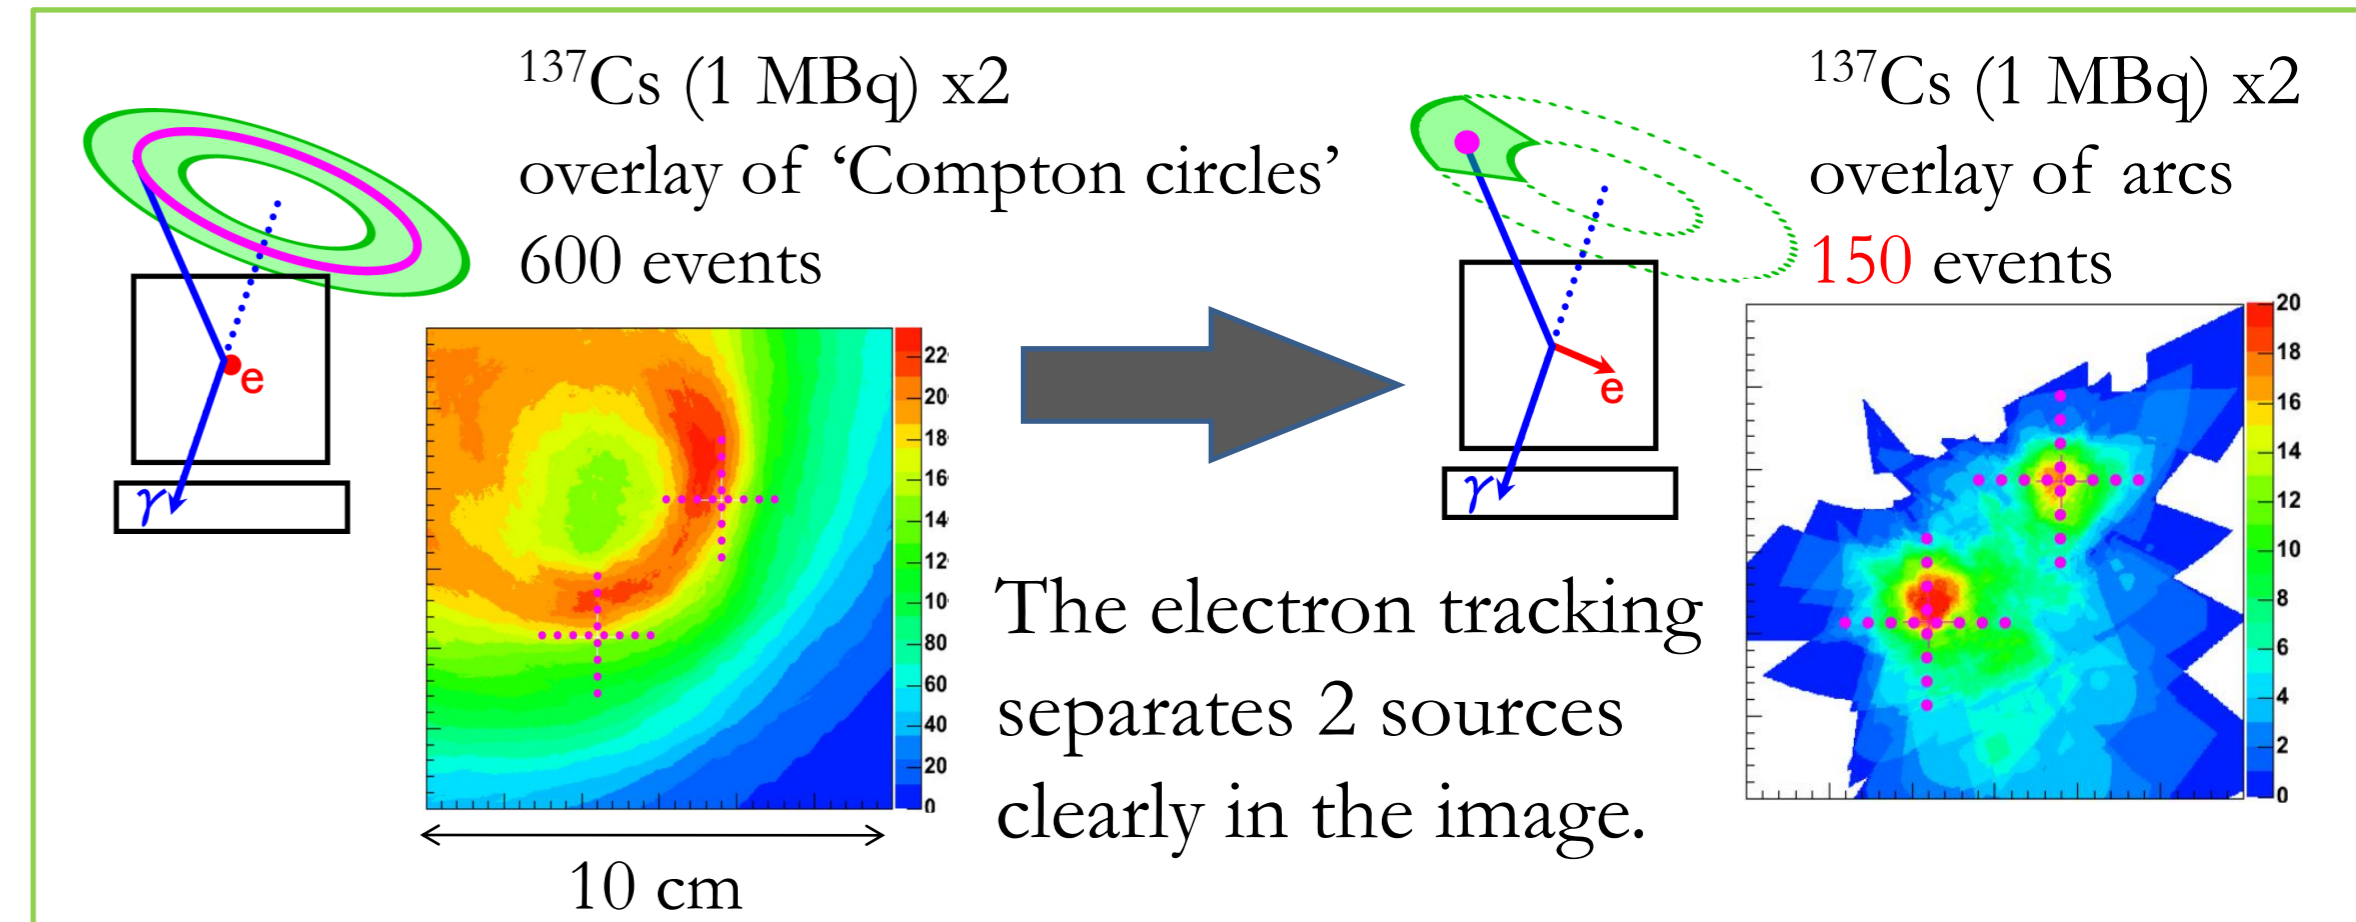 ¹³⁷Cs (1 MBq) x2
overlay of ‘Compton circles’
600 events
e
γ
22
20
18
16
14
12
10
80
60
40
20
0
10 cm
The electron tracking
separates 2 sources
clearly in the image.
¹³⁷Cs (1 MBq) x2
overlay of arcs
150 events
e
γ
20
18
16
14
12
10
8
6
4
2
0